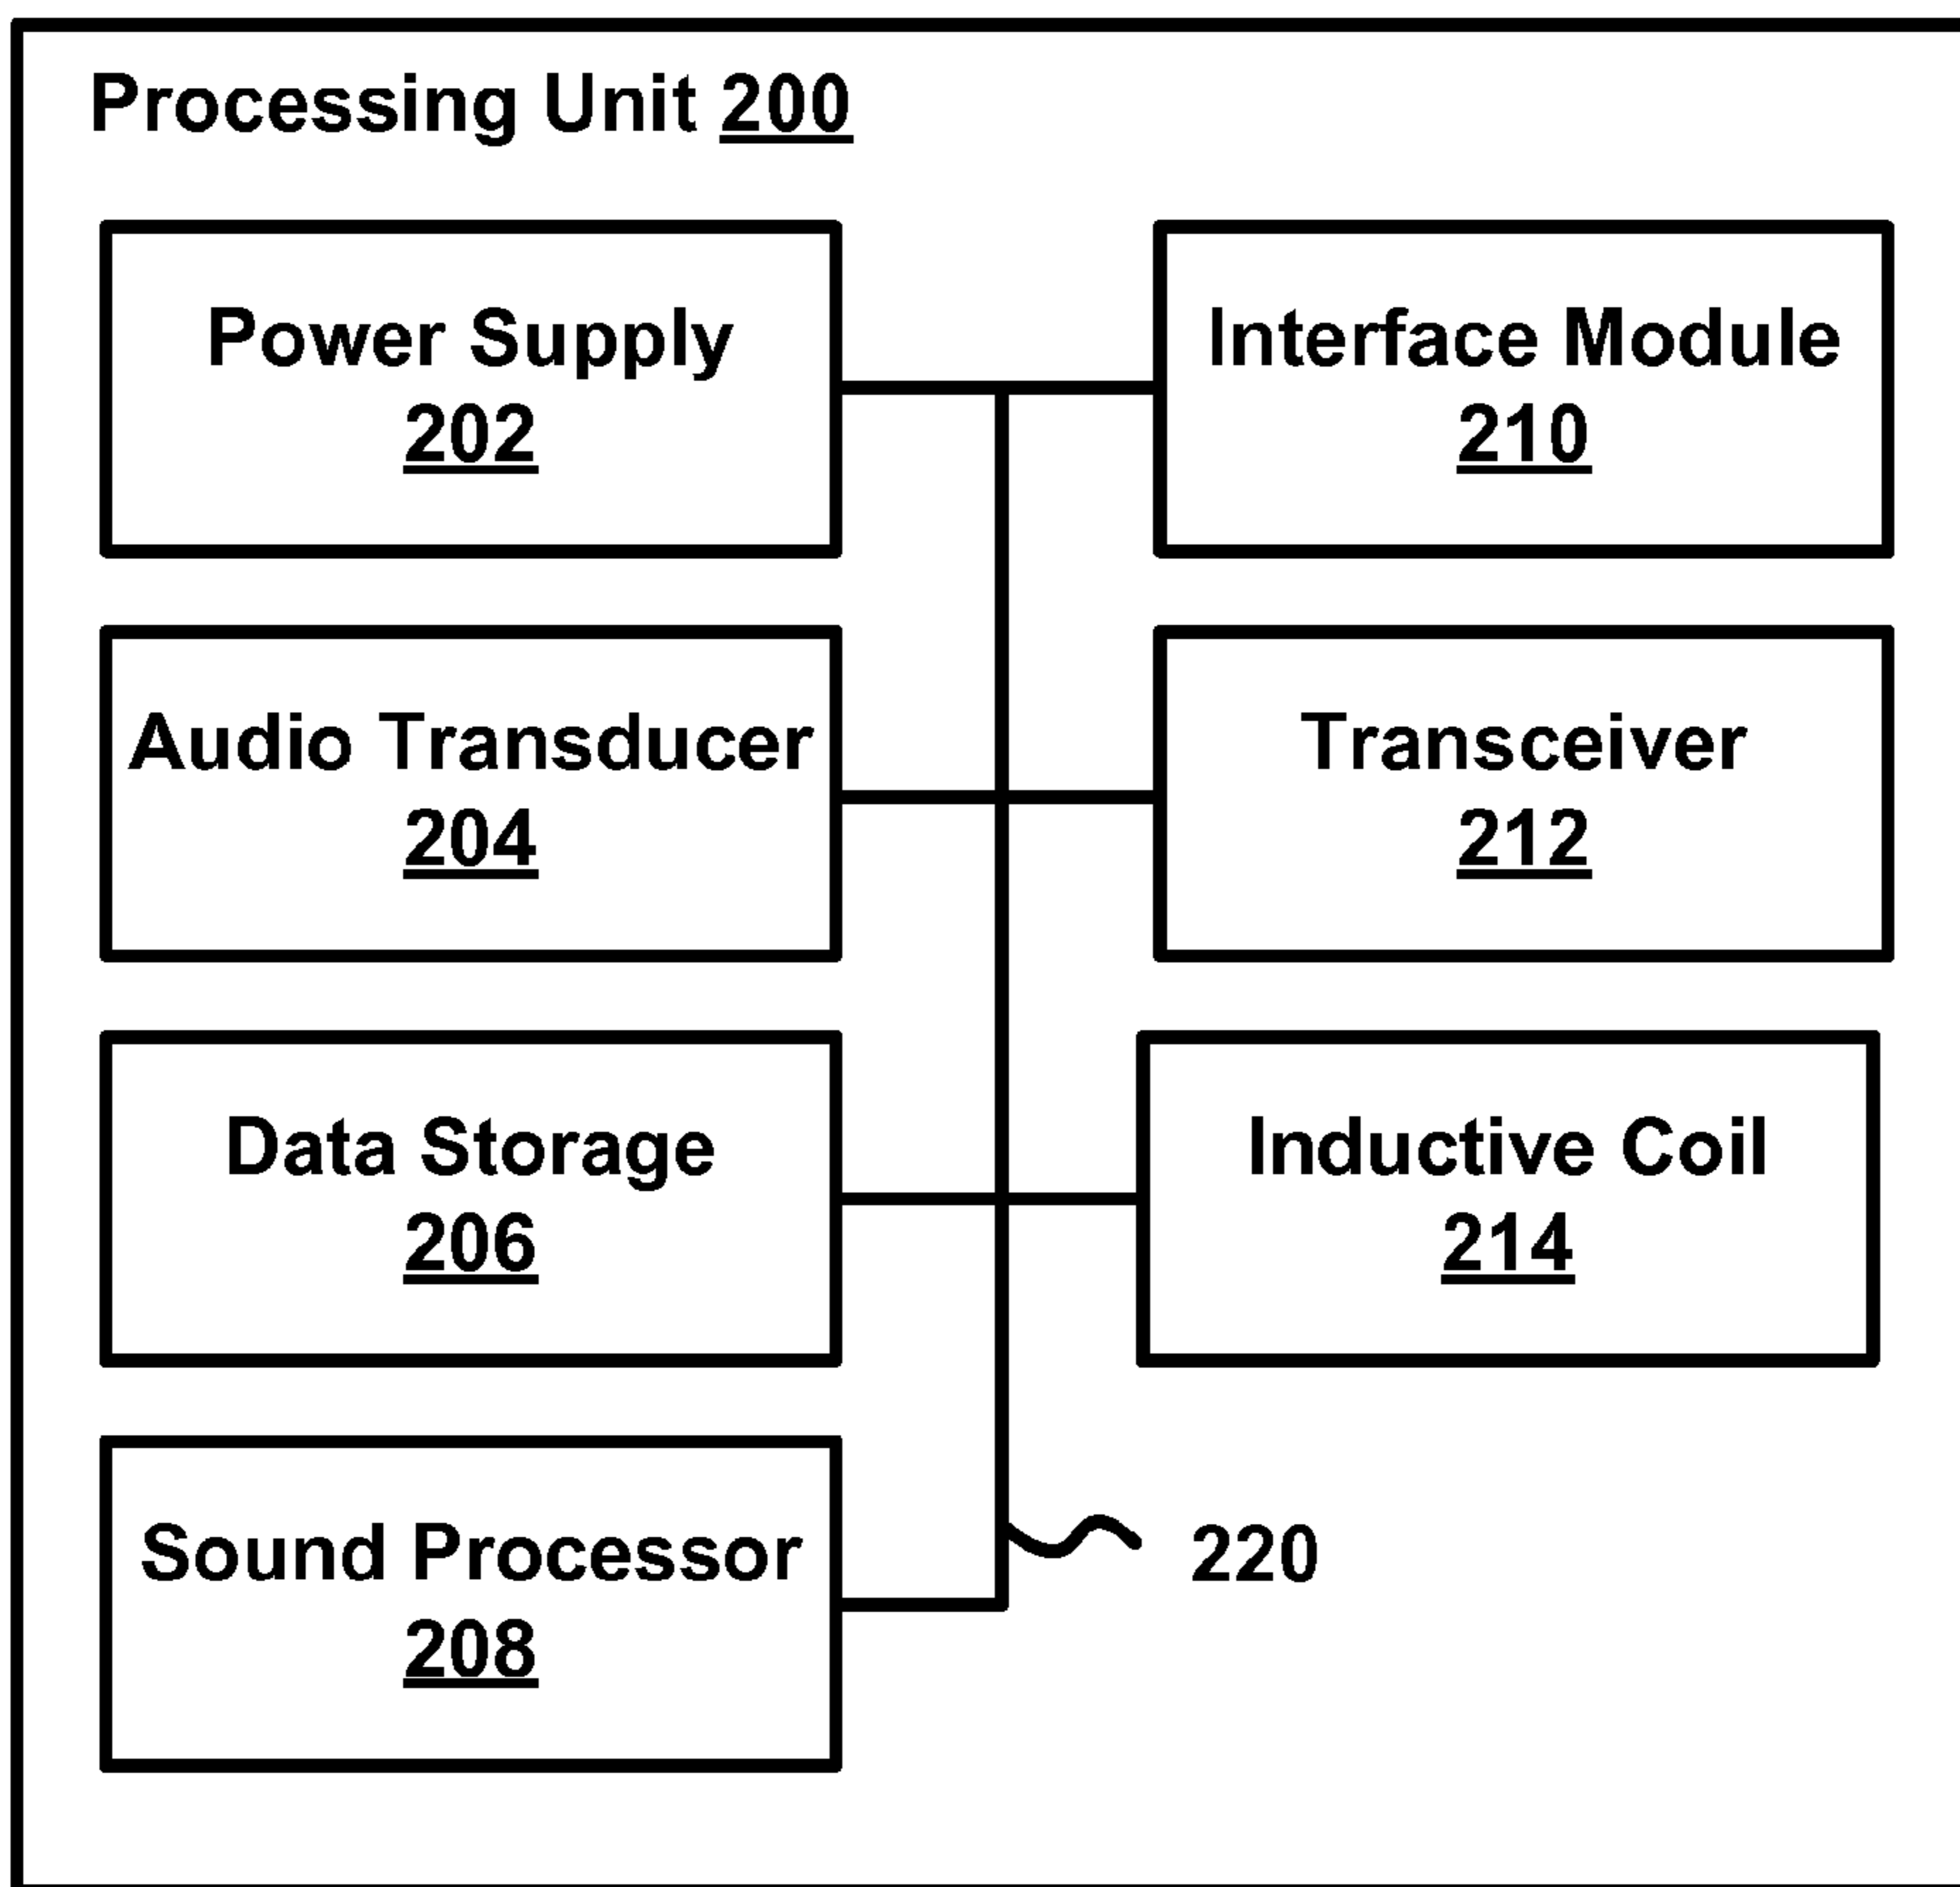 Processing Unit 200
Power Supply
202
Interface Module
210
Audio Transducer
204
Transceiver
212
Data Storage
206
Inductive Coil
214
Sound Processor
208
220